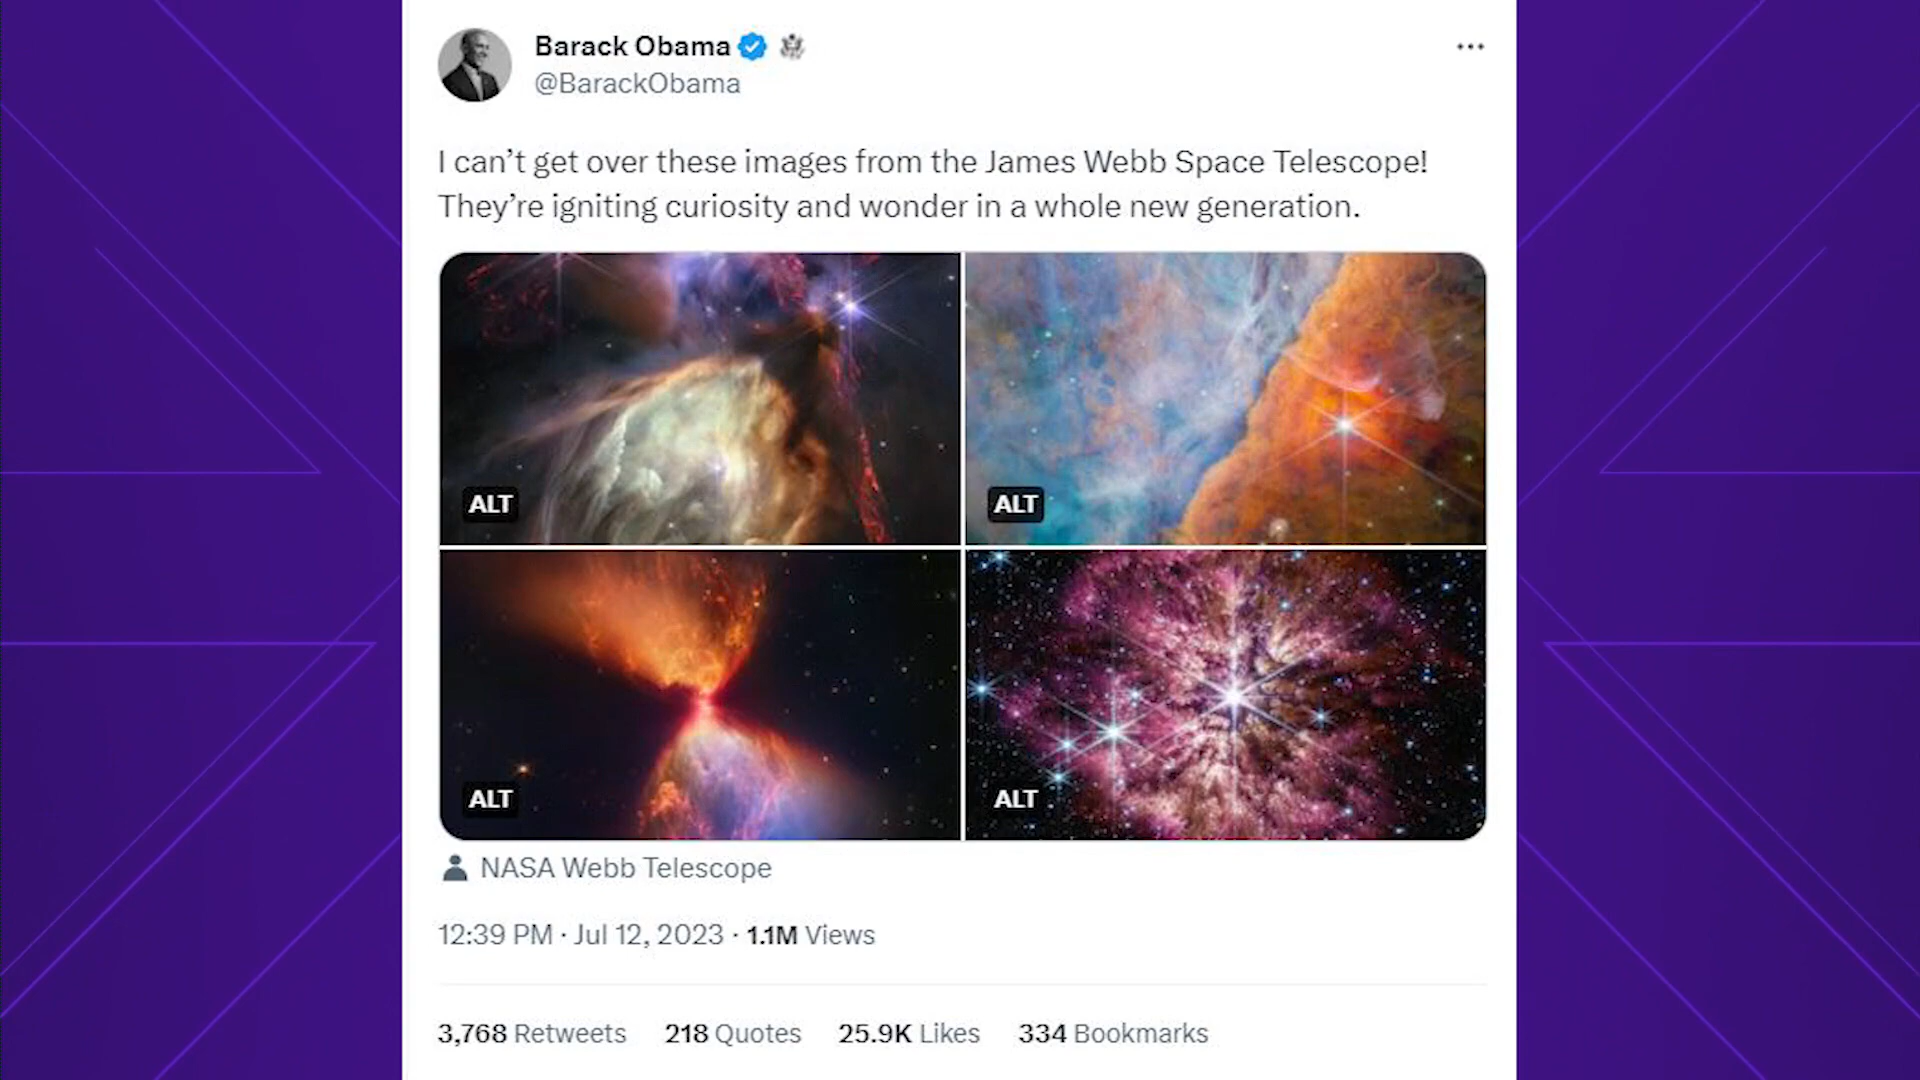 Barack Obama
@BarackObama
I can’t get over these images from the James Webb Space Telescope!
They’re igniting curiosity and wonder in a whole new generation.
ALT
ALT
ALT
ALT
NASA Webb Telescope
12:39 PM · Jul 12, 2023 · 1.1M Views
3,768 Retweets 218 Quotes 25.9K Likes 334 Bookmarks